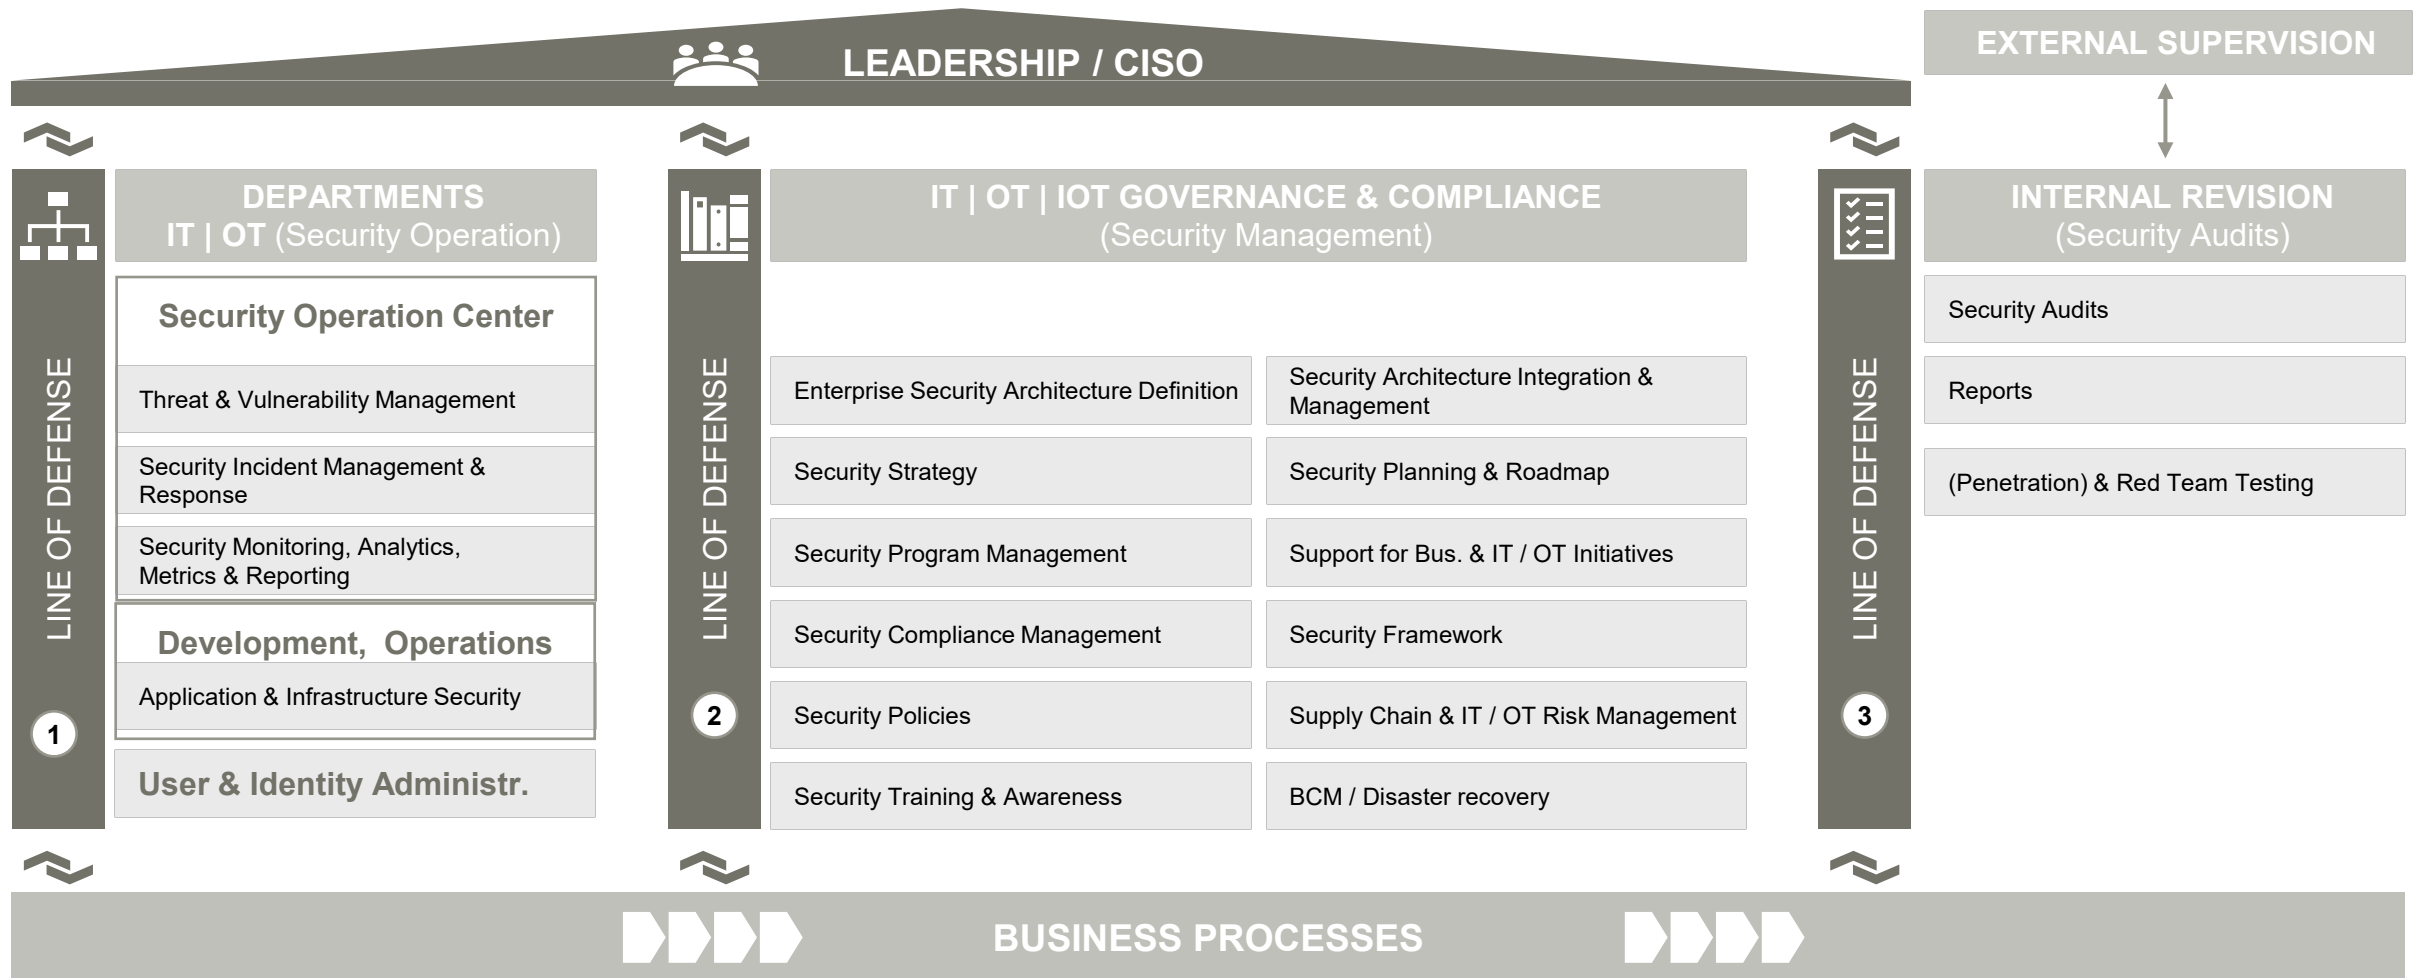 LEADERSHIP / CISO
EXTERNAL SUPERVISION
LINE OF DEFENSE
1
DEPARTMENTS
IT | OT (Security Operation)
Security Operation Center
Threat & Vulnerability Management
Security Incident Management &
Response
Security Monitoring, Analytics,
Metrics & Reporting
Development,  Operations
Application & Infrastructure Security
User & Identity Administr.
LINE OF DEFENSE
2
IT | OT | IOT GOVERNANCE & COMPLIANCE
(Security Management)
Enterprise Security Architecture Definition
Security Strategy
Security Program Management
Security Compliance Management
Security Policies
Security Training & Awareness
Security Architecture Integration &
Management
Security Planning & Roadmap
Support for Bus. & IT / OT Initiatives
Security Framework
Supply Chain & IT / OT Risk Management
BCM / Disaster recovery
LINE OF DEFENSE
3
INTERNAL REVISION
(Security Audits)
Security Audits
Reports
(Penetration) & Red Team Testing
BUSINESS PROCESSES